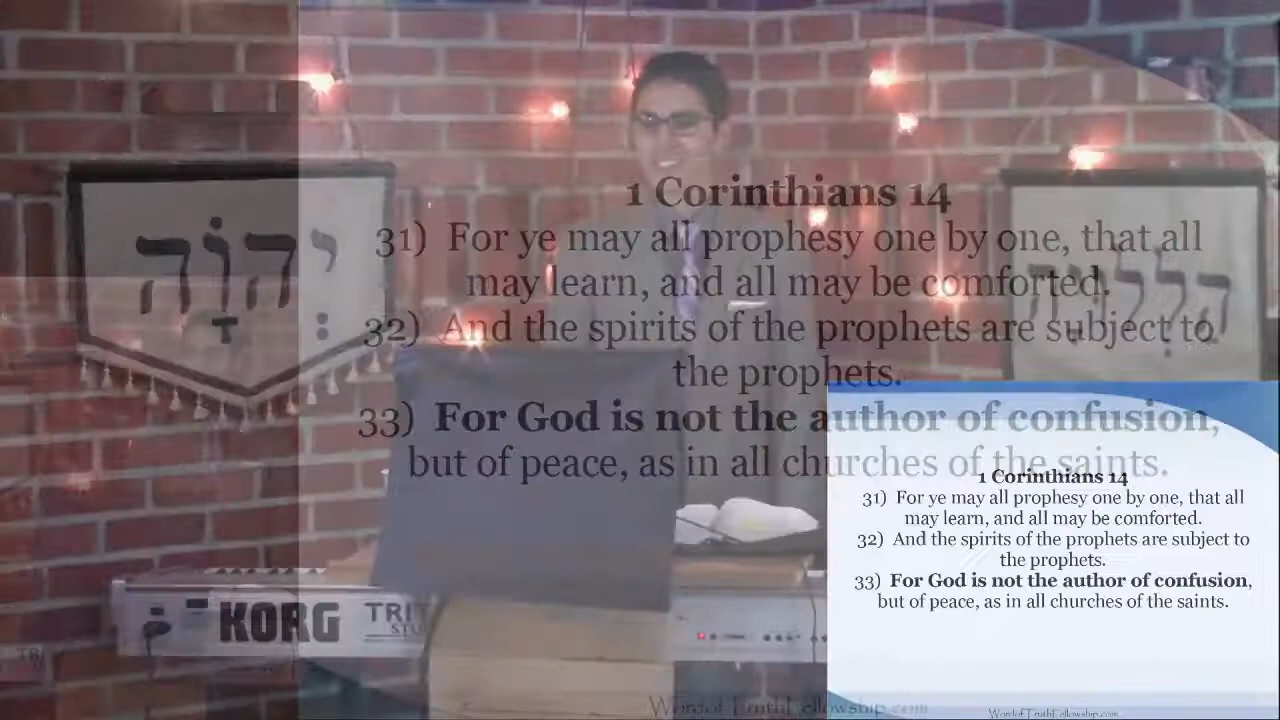 1 Corinthians 14
31) For ye may all prophesy one by one, that all
may learn, and all may be comforted.
32) And the spirits of the prophets are subject to
the prophets.
33) For God is not the author of confusion,
but of peace, as in all churches of the saints.
יְהוָֹה
הללויה
KORG TRIT
STU
TRI
WordofTruthFellowship.com
1 Corinthians 14
31) For ye may all prophesy one by one, that all
may learn, and all may be comforted.
32) And the spirits of the prophets are subject to
the prophets.
33) For God is not the author of confusion,
but of peace, as in all churches of the saints.
WordofTruthFellowship.com